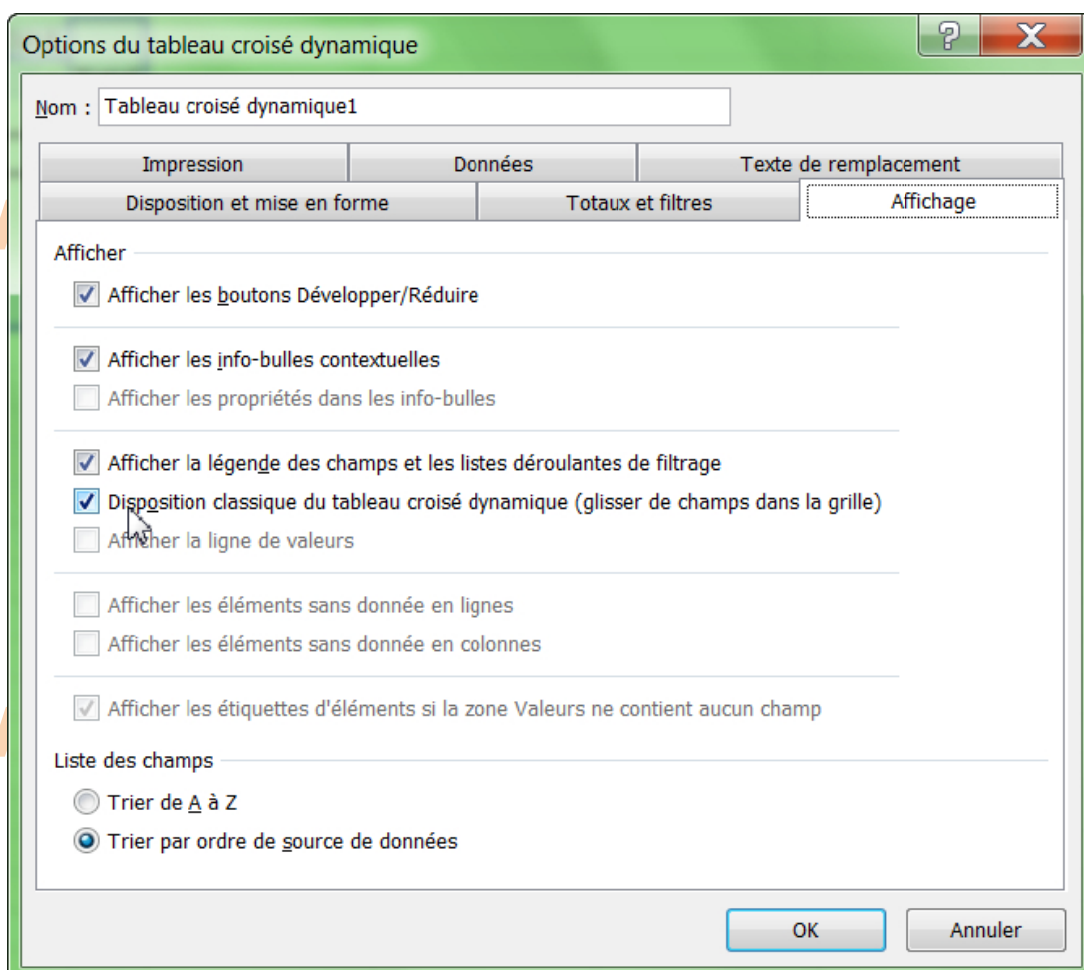 Options du tableau croisé dynamique
Nom : Tableau croisé dynamique1
Impression Données Texte de remplacement
Disposition et mise en forme Totaux et filtres Affichage
Afficher
Afficher les boutons Développer/Réduire
Afficher les info-bulles contextuelles
Afficher les propriétés dans les info-bulles
Afficher la légende des champs et les listes déroulantes de filtrage
Disposition classique du tableau croisé dynamique (glisser de champs dans la grille)
Afficher la ligne de valeurs
Afficher les éléments sans donnée en lignes
Afficher les éléments sans donnée en colonnes
Afficher les étiquettes d'éléments si la zone Valeurs ne contient aucun champ
Liste des champs
Trier de A à Z
Trier par ordre de source de données
OK Annuler